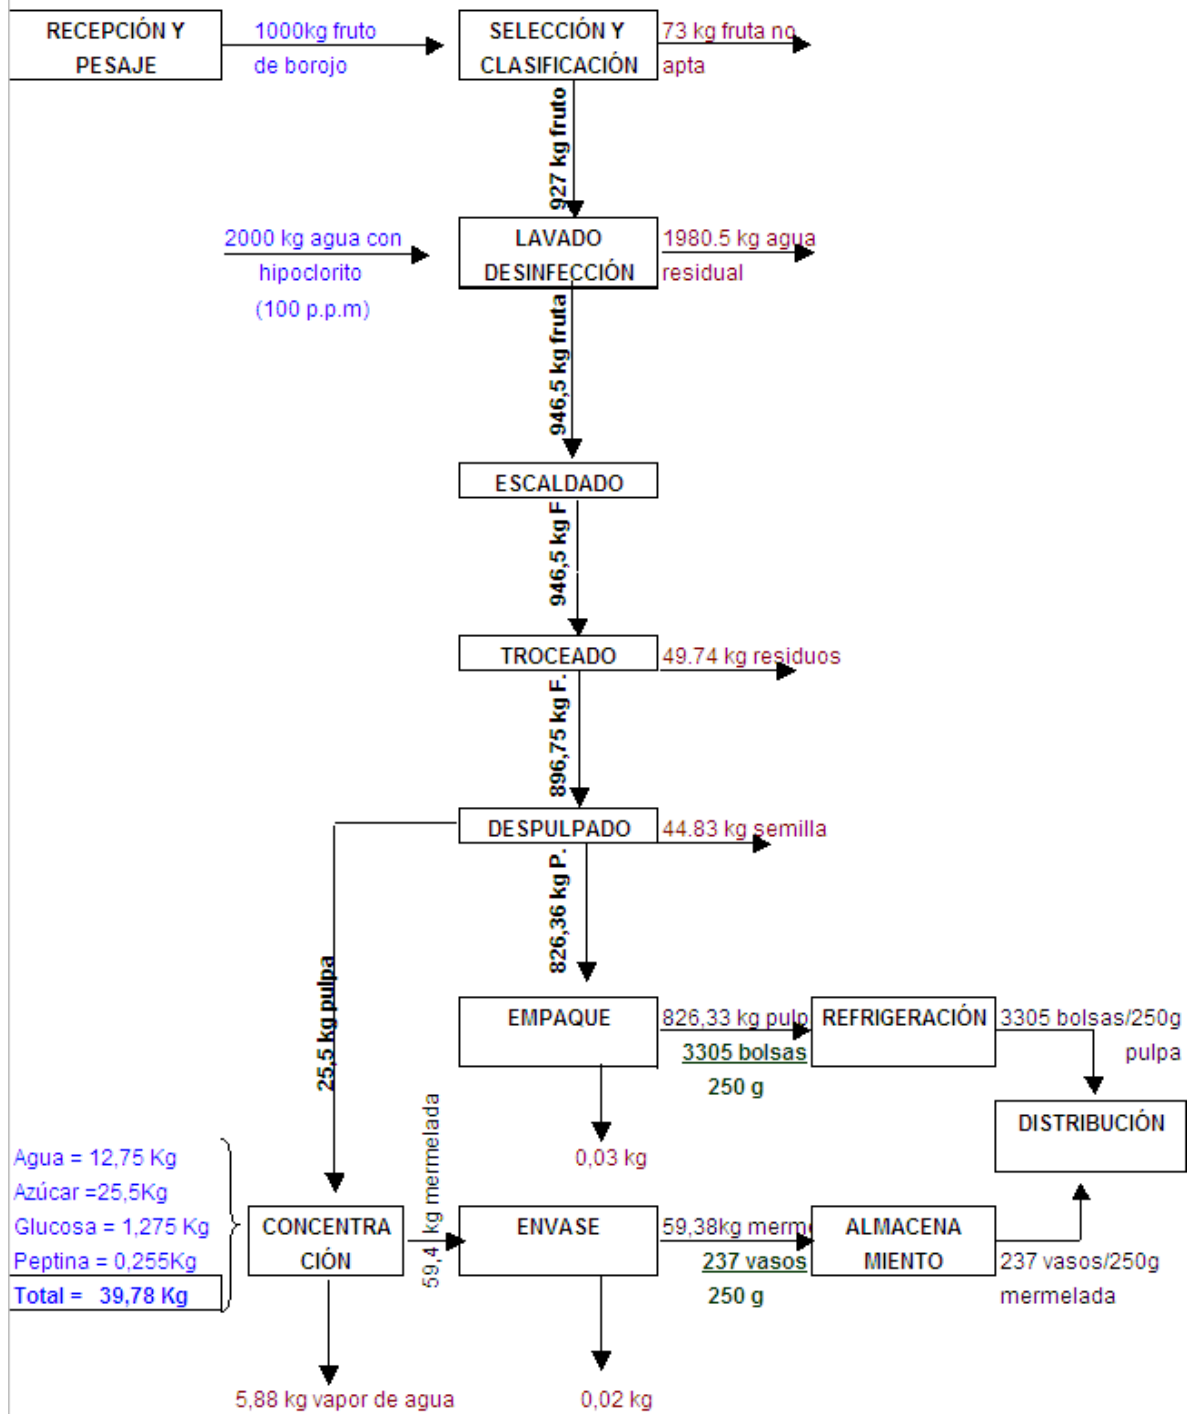 RECEPCIÓN Y
PESAJE
1000kg fruto
de borojo
SELECCIÓN Y
CLASIFICACIÓN
73 kg fruta no
apta
927 kg fruto
2000 kg agua con
hipoclorito
(100 p.p.m)
LAVADO
DESINFECCIÓN
1980.5 kg agua
residual
946,5 kg fruta
ESCALDADO
946,5 kg F
TROCEADO
49.74 kg residuos
896,75 kg F.
DESPULPADO
44.83 kg semilla
826,36 kg P.
25,5 kg pulpa
EMPAQUE
826,33 kg pulp
3305 bolsas
250 g
0,03 kg
REFRIGERACIÓN
3305 bolsas/250g
pulpa
DISTRIBUCIÓN
Agua = 12,75 Kg
Azúcar =25,5Kg
Glucosa = 1,275 Kg
Peptina = 0,255Kg
Total = 39,78 Kg
CONCENTRA
CIÓN
59,4 kg mermelada
5,88 kg vapor de agua
ENVASE
59,38kg merme
237 vasos
250 g
0,02 kg
ALMACENA
MIENTO
237 vasos/250g
mermelada